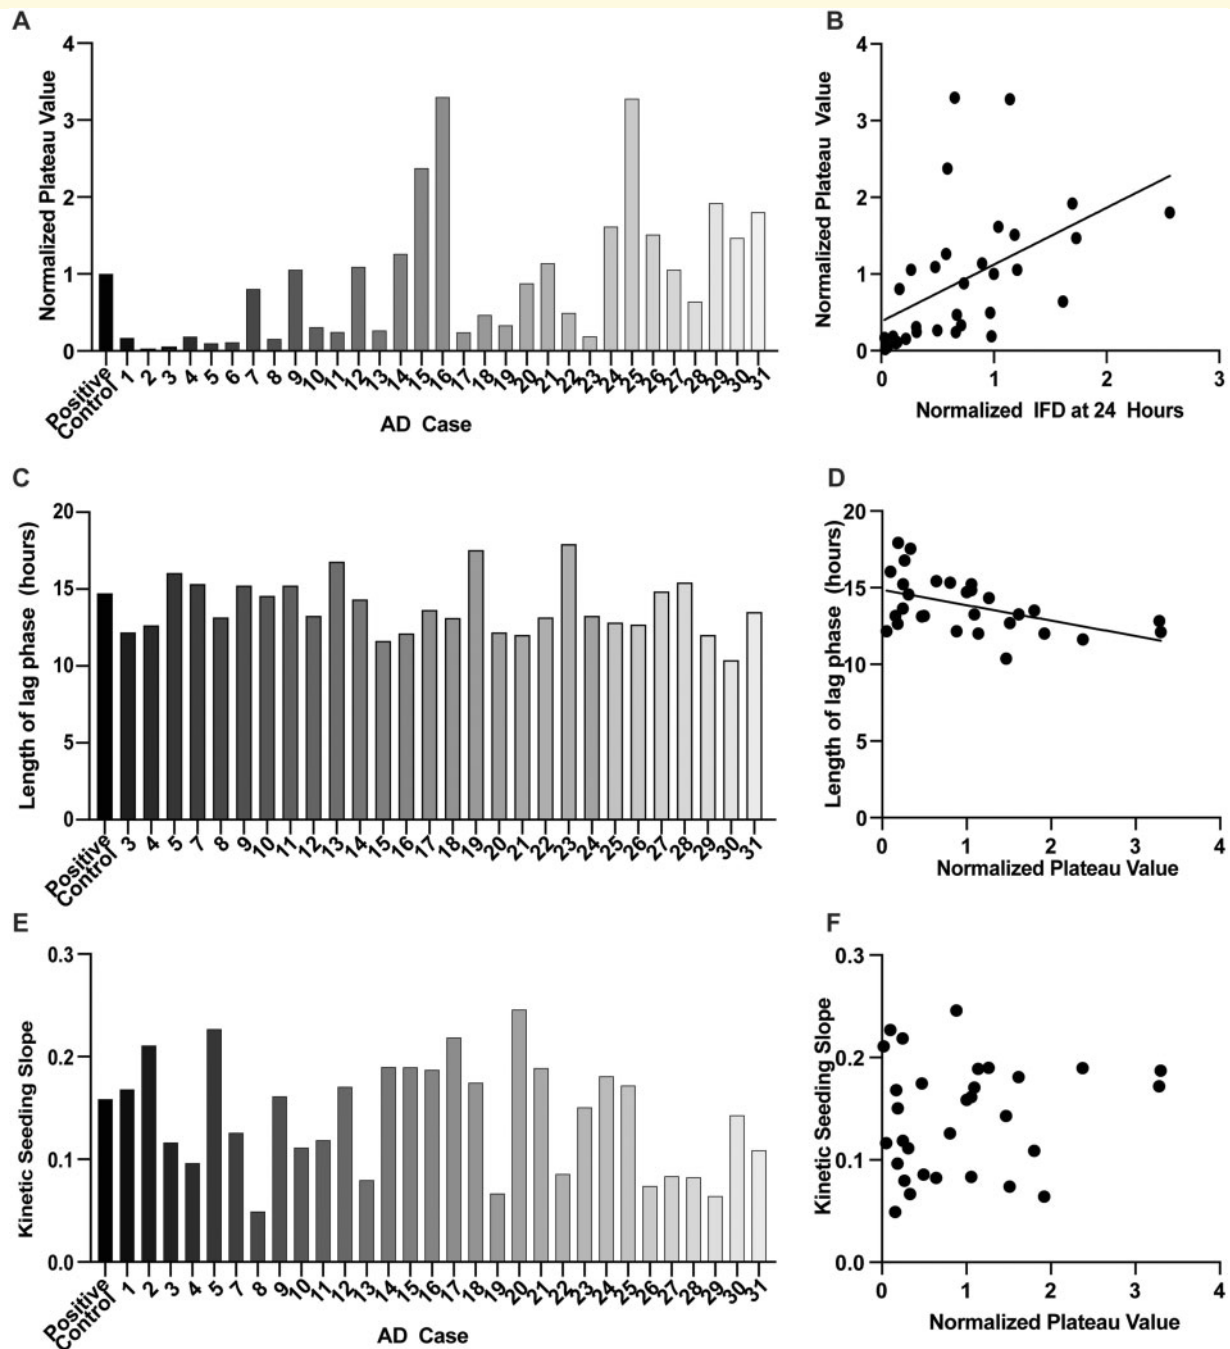 A
Normalized Plateau Value
4
3
2
1
0
Positive Control 1 2 3 4 5 6 7 8 9 10 11 12 13 14 15 16 17 18 19 20 21 22 23 24 25 26 27 28 29 30 31
AD Case
B
Normalized Plateau Value
4
3
2
1
0
0 1 2 3
Normalized IFD at 24 Hours
C
Length of lag phase (hours)
20
15
10
5
0
Positive Control 3 4 5 7 8 9 10 11 12 13 14 15 16 17 18 19 20 21 22 23 24 25 26 27 28 29 30 31
D
Length of lag phase (hours)
20
15
10
5
0
0 1 2 3 4
Normalized Plateau Value
E
Kinetic Seeding Slope
0.3
0.2
0.1
0.0
Positive Control 1 2 3 4 5 7 8 9 10 11 12 13 14 15 16 17 18 19 20 21 22 23 24 25 26 27 28 29 30 31
AD Case
F
Kinetic Seeding Slope
0.3
0.2
0.1
0.0
0 1 2 3 4
Normalized Plateau Value